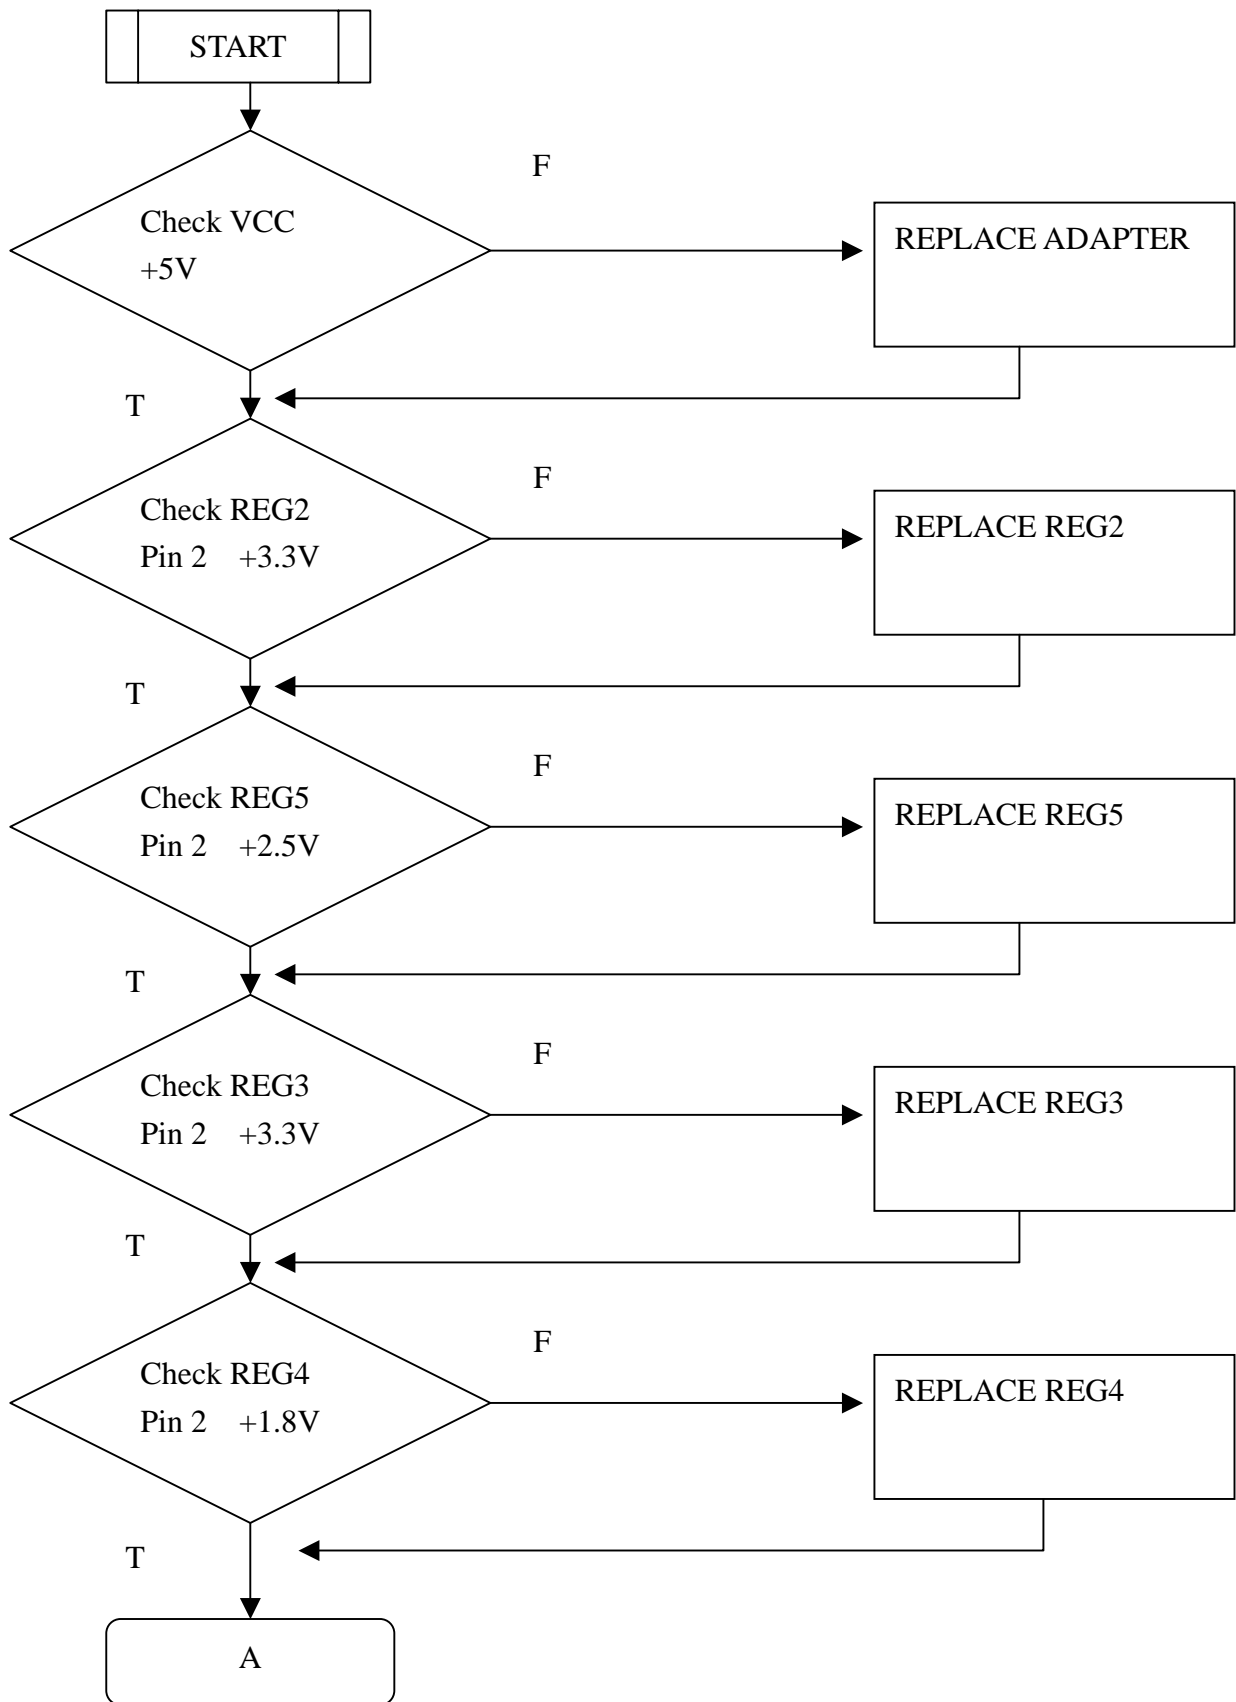 START
F
Check VCC
+5V
REPLACE ADAPTER
T
F
Check REG2
Pin 2 +3.3V
REPLACE REG2
T
F
Check REG5
Pin 2 +2.5V
REPLACE REG5
T
F
Check REG3
Pin 2 +3.3V
REPLACE REG3
T
F
Check REG4
Pin 2 +1.8V
REPLACE REG4
T
A